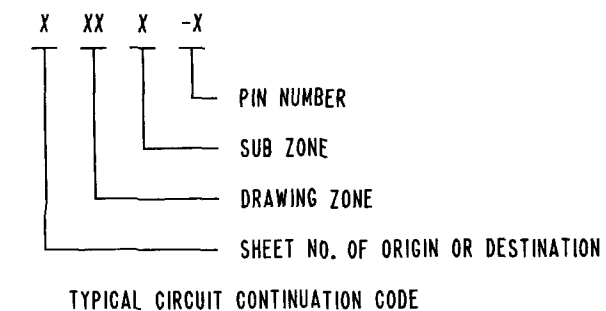 X XX X -X
PIN NUMBER
SUB ZONE
DRAWING ZONE
SHEET NO. OF ORIGIN OR DESTINATION
TYPICAL CIRCUIT CONTINUATION CODE